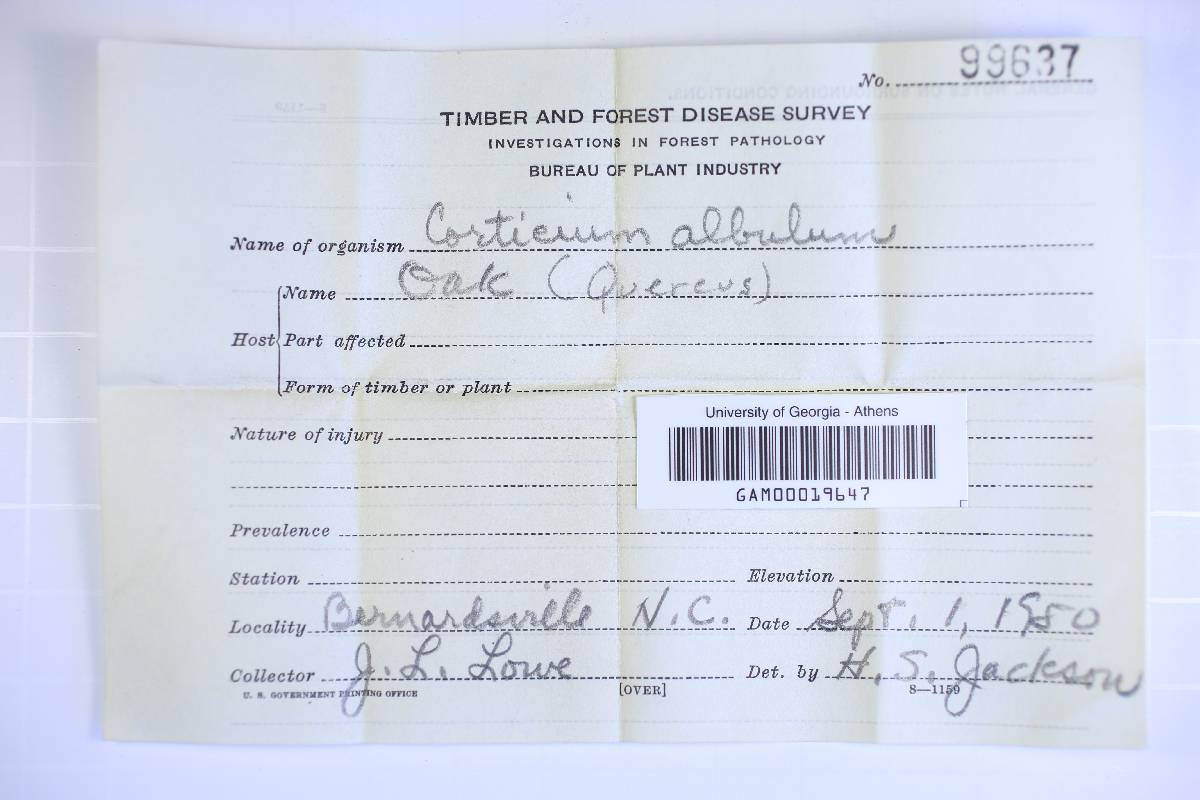 No. 99637
TIMBER AND FOREST DISEASE SURVEY
INVESTIGATIONS IN FOREST PATHOLOGY
BUREAU OF PLANT INDUSTRY
Name of organism Corticium albulum
Host Name Oak (Quercus)
Part affected
Form of timber or plant
Nature of injury
University of Georgia - Athens
GAM00019647
Prevalence
Station Elevation
Locality Bernardsville N.C. Date Sept. 1, 1950
Collector J. L. Lowe Det. by H. S. Jackson
U. S. GOVERNMENT PRINTING OFFICE [OVER] 8—1159